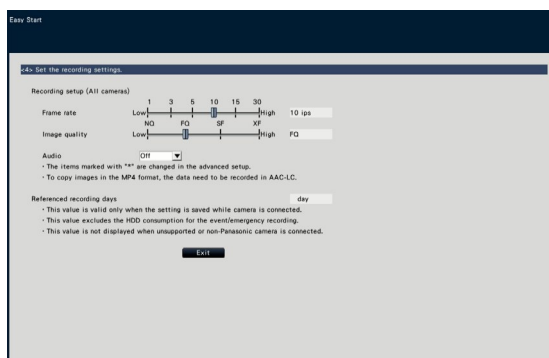 Easy Start
<4> Set the recording settings.
Recording setup (All cameras)
1 3 5 10 15 30
Frame rate Low High 10 ips
NQ FQ SF XF
Image quality Low High FQ
Audio Off
・The items marked with "*" are changed in the advanced setup.
・To copy images in the MP4 format, the data need to be recorded in AAC-LC.
Referenced recording days day
・This value is valid only when the setting is saved while camera is connected.
・This value excludes the HDD consumption for the event/emergency recording.
・This value is not displayed when unsupported or non-Panasonic camera is connected.
Exit